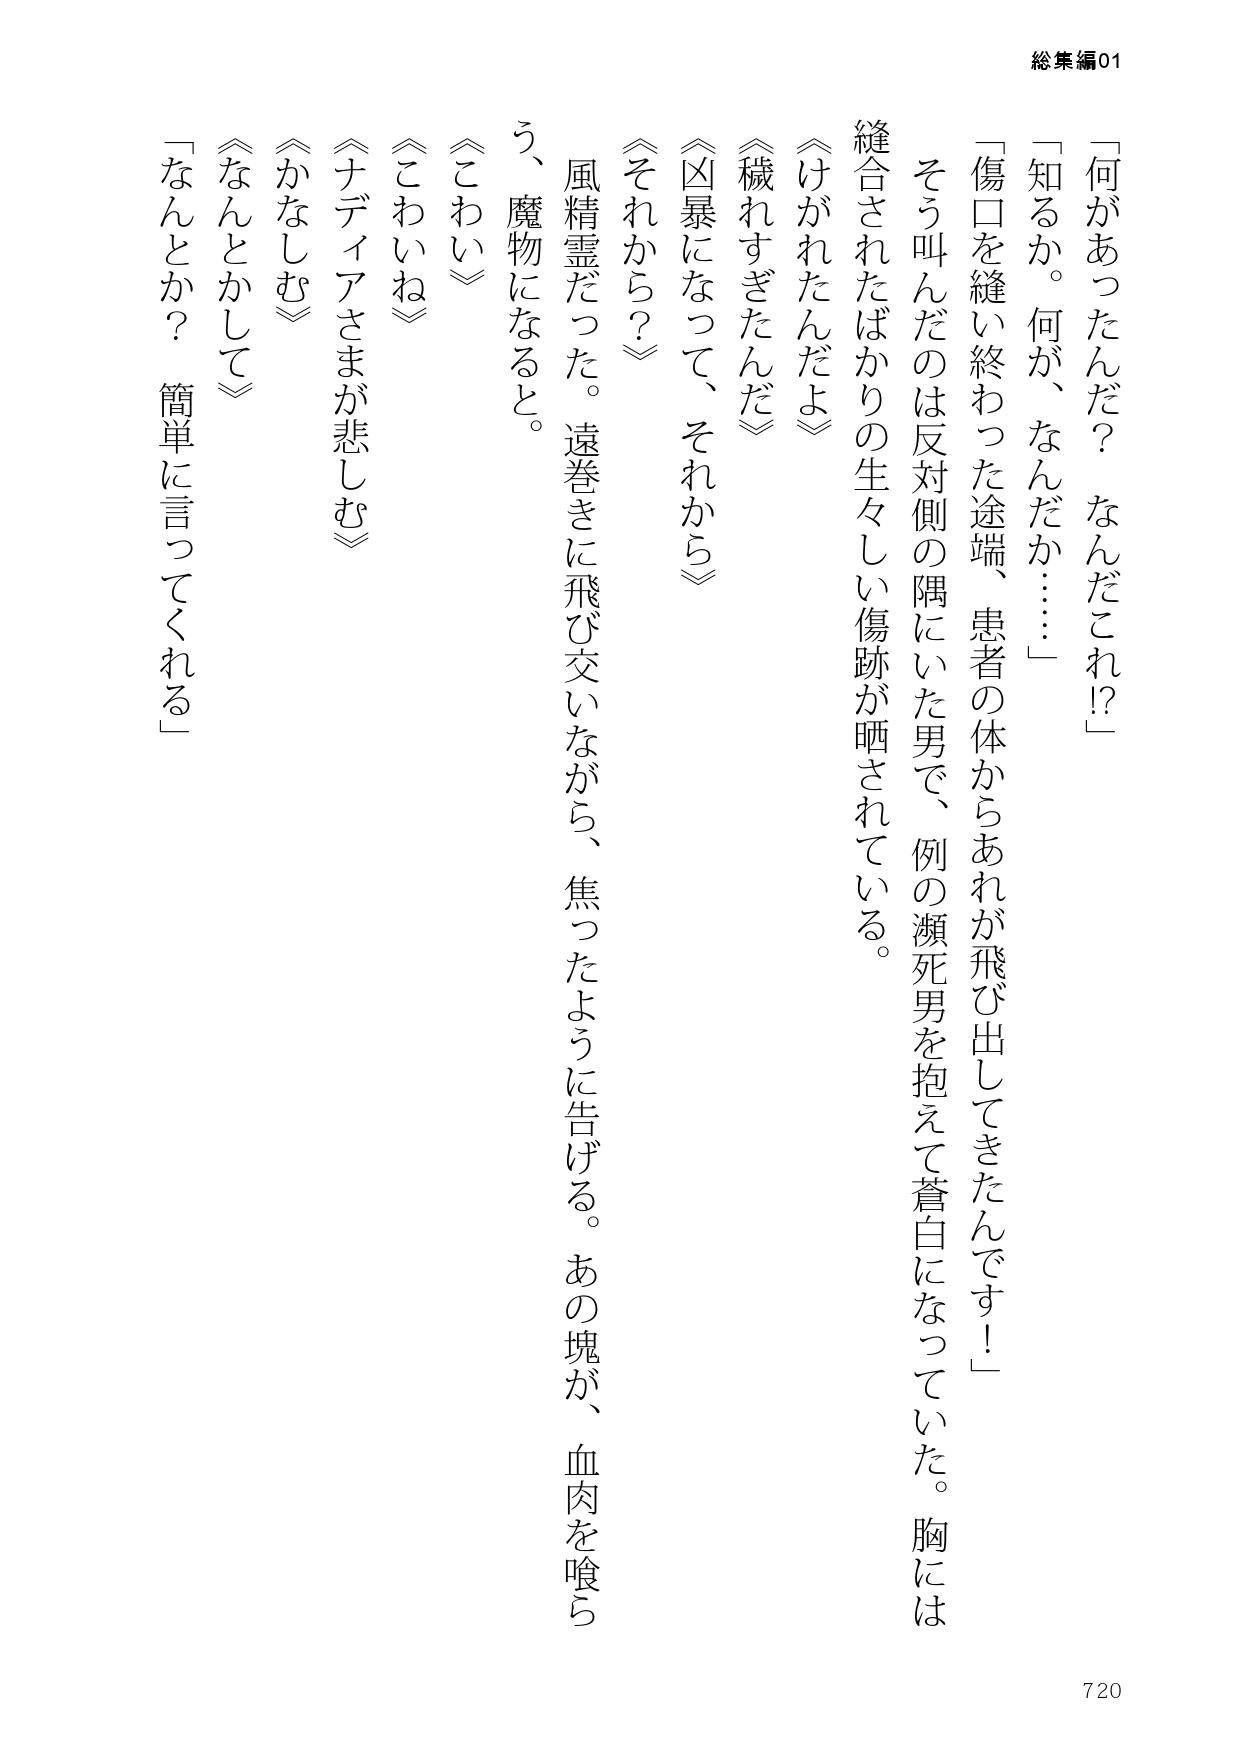 総集編01
「何があったんだ？　なんだこれ!?」
「知るか。何が、なんだか……」
「傷口を縫い終わった途端、患者の体からあれが飛び出してきたんです！」
　そう叫んだのは反対側の隅にいた男で、例の瀕死男を抱えて蒼白になっていた。胸には
縫合されたばかりの生々しい傷跡が晒されている。
《けがれたんだよ》
《穢れすぎたんだ》
《凶暴になって、それから》
《それから？》
　風精霊だった。遠巻きに飛び交いながら、焦ったように告げる。あの塊が、血肉を喰ら
う、魔物になると。
《こわい》
《こわいね》
《ナディアさまが悲しむ》
《かなしむ》
《なんとかして》
「なんとか？　簡単に言ってくれる」
720